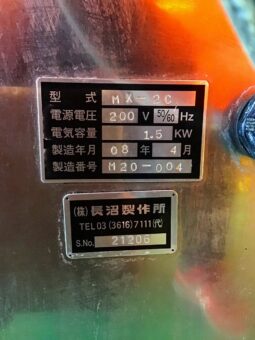 型式 MX-2C
電源電圧 200 V 50/60 Hz
電気容量 1.5 KW
製造年月 08 年 4 月
製造番号 M20-004
(株)長沼製作所
TEL03(3616)7111(代)
S.No. 21206